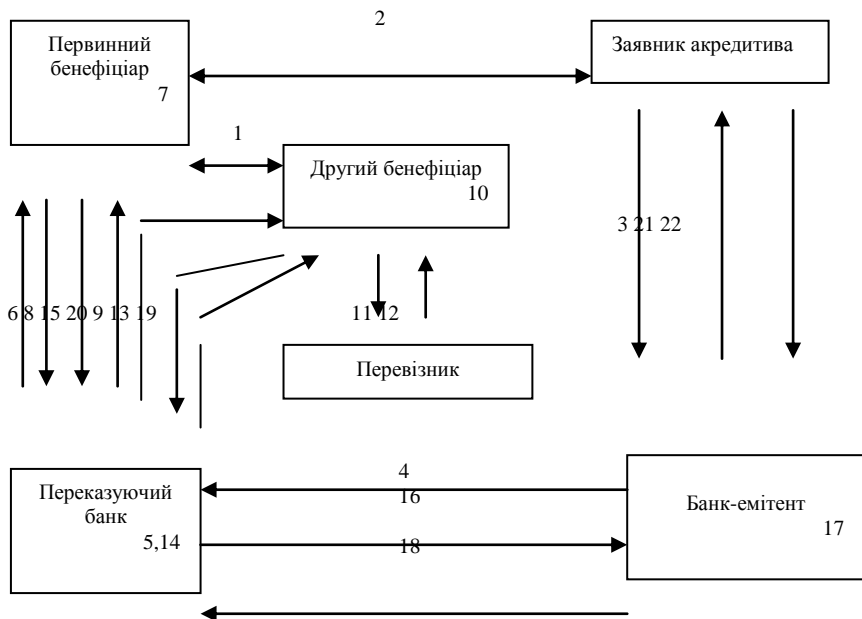 2
Первинний
бенефіціар
7
Заявник акредитива
1
Другий бенефіціар
10
3 21 22
6 8 15 20 9 13 19
11 12
Перевізник
4
16
Переказуючий
банк
5,14
18
Банк-емітент
17